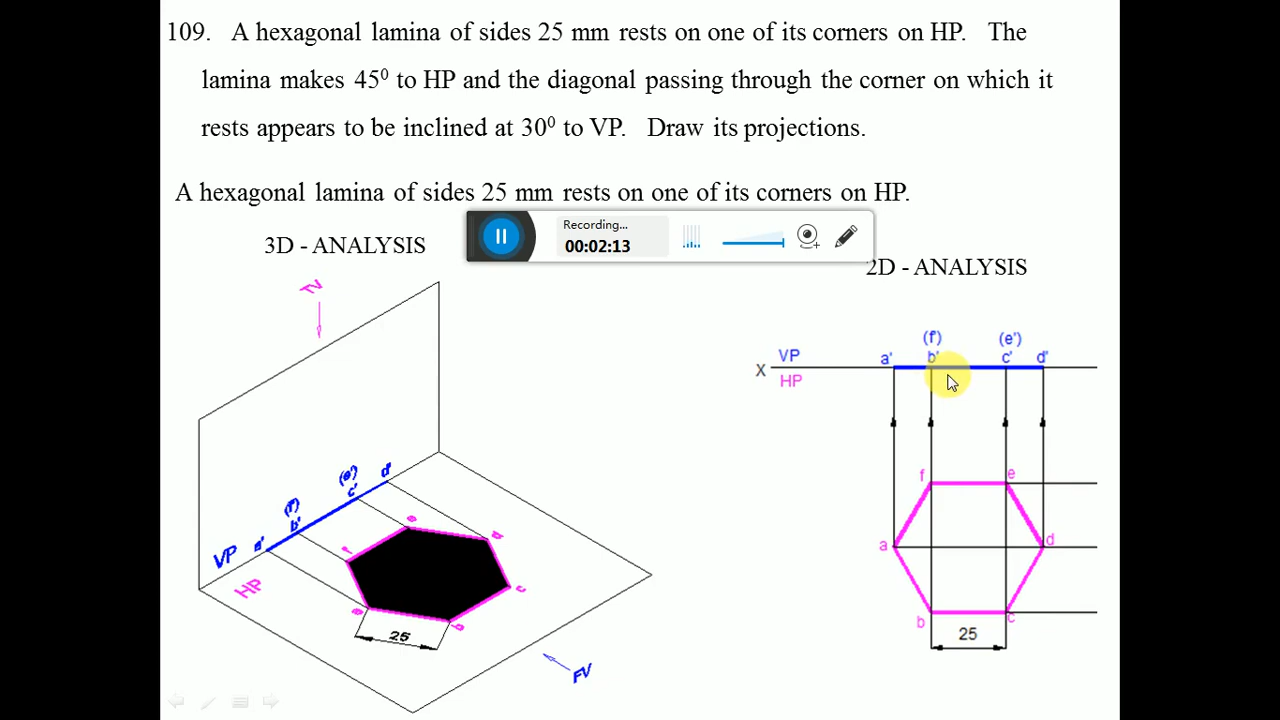 109. A hexagonal lamina of sides 25 mm rests on one of its corners on HP. The
lamina makes 45⁰ to HP and the diagonal passing through the corner on which it
rests appears to be inclined at 30⁰ to VP. Draw its projections.
A hexagonal lamina of sides 25 mm rests on one of its corners on HP.
Recording...
00:02:13
3D - ANALYSIS
2D - ANALYSIS
TV
(f') (e')
VP a' b' c' d'
X
HP
(e') d'
c'
(f')
b'
VP a'
HP
f e d
a b c
25
FV
f e
a d
b c
25